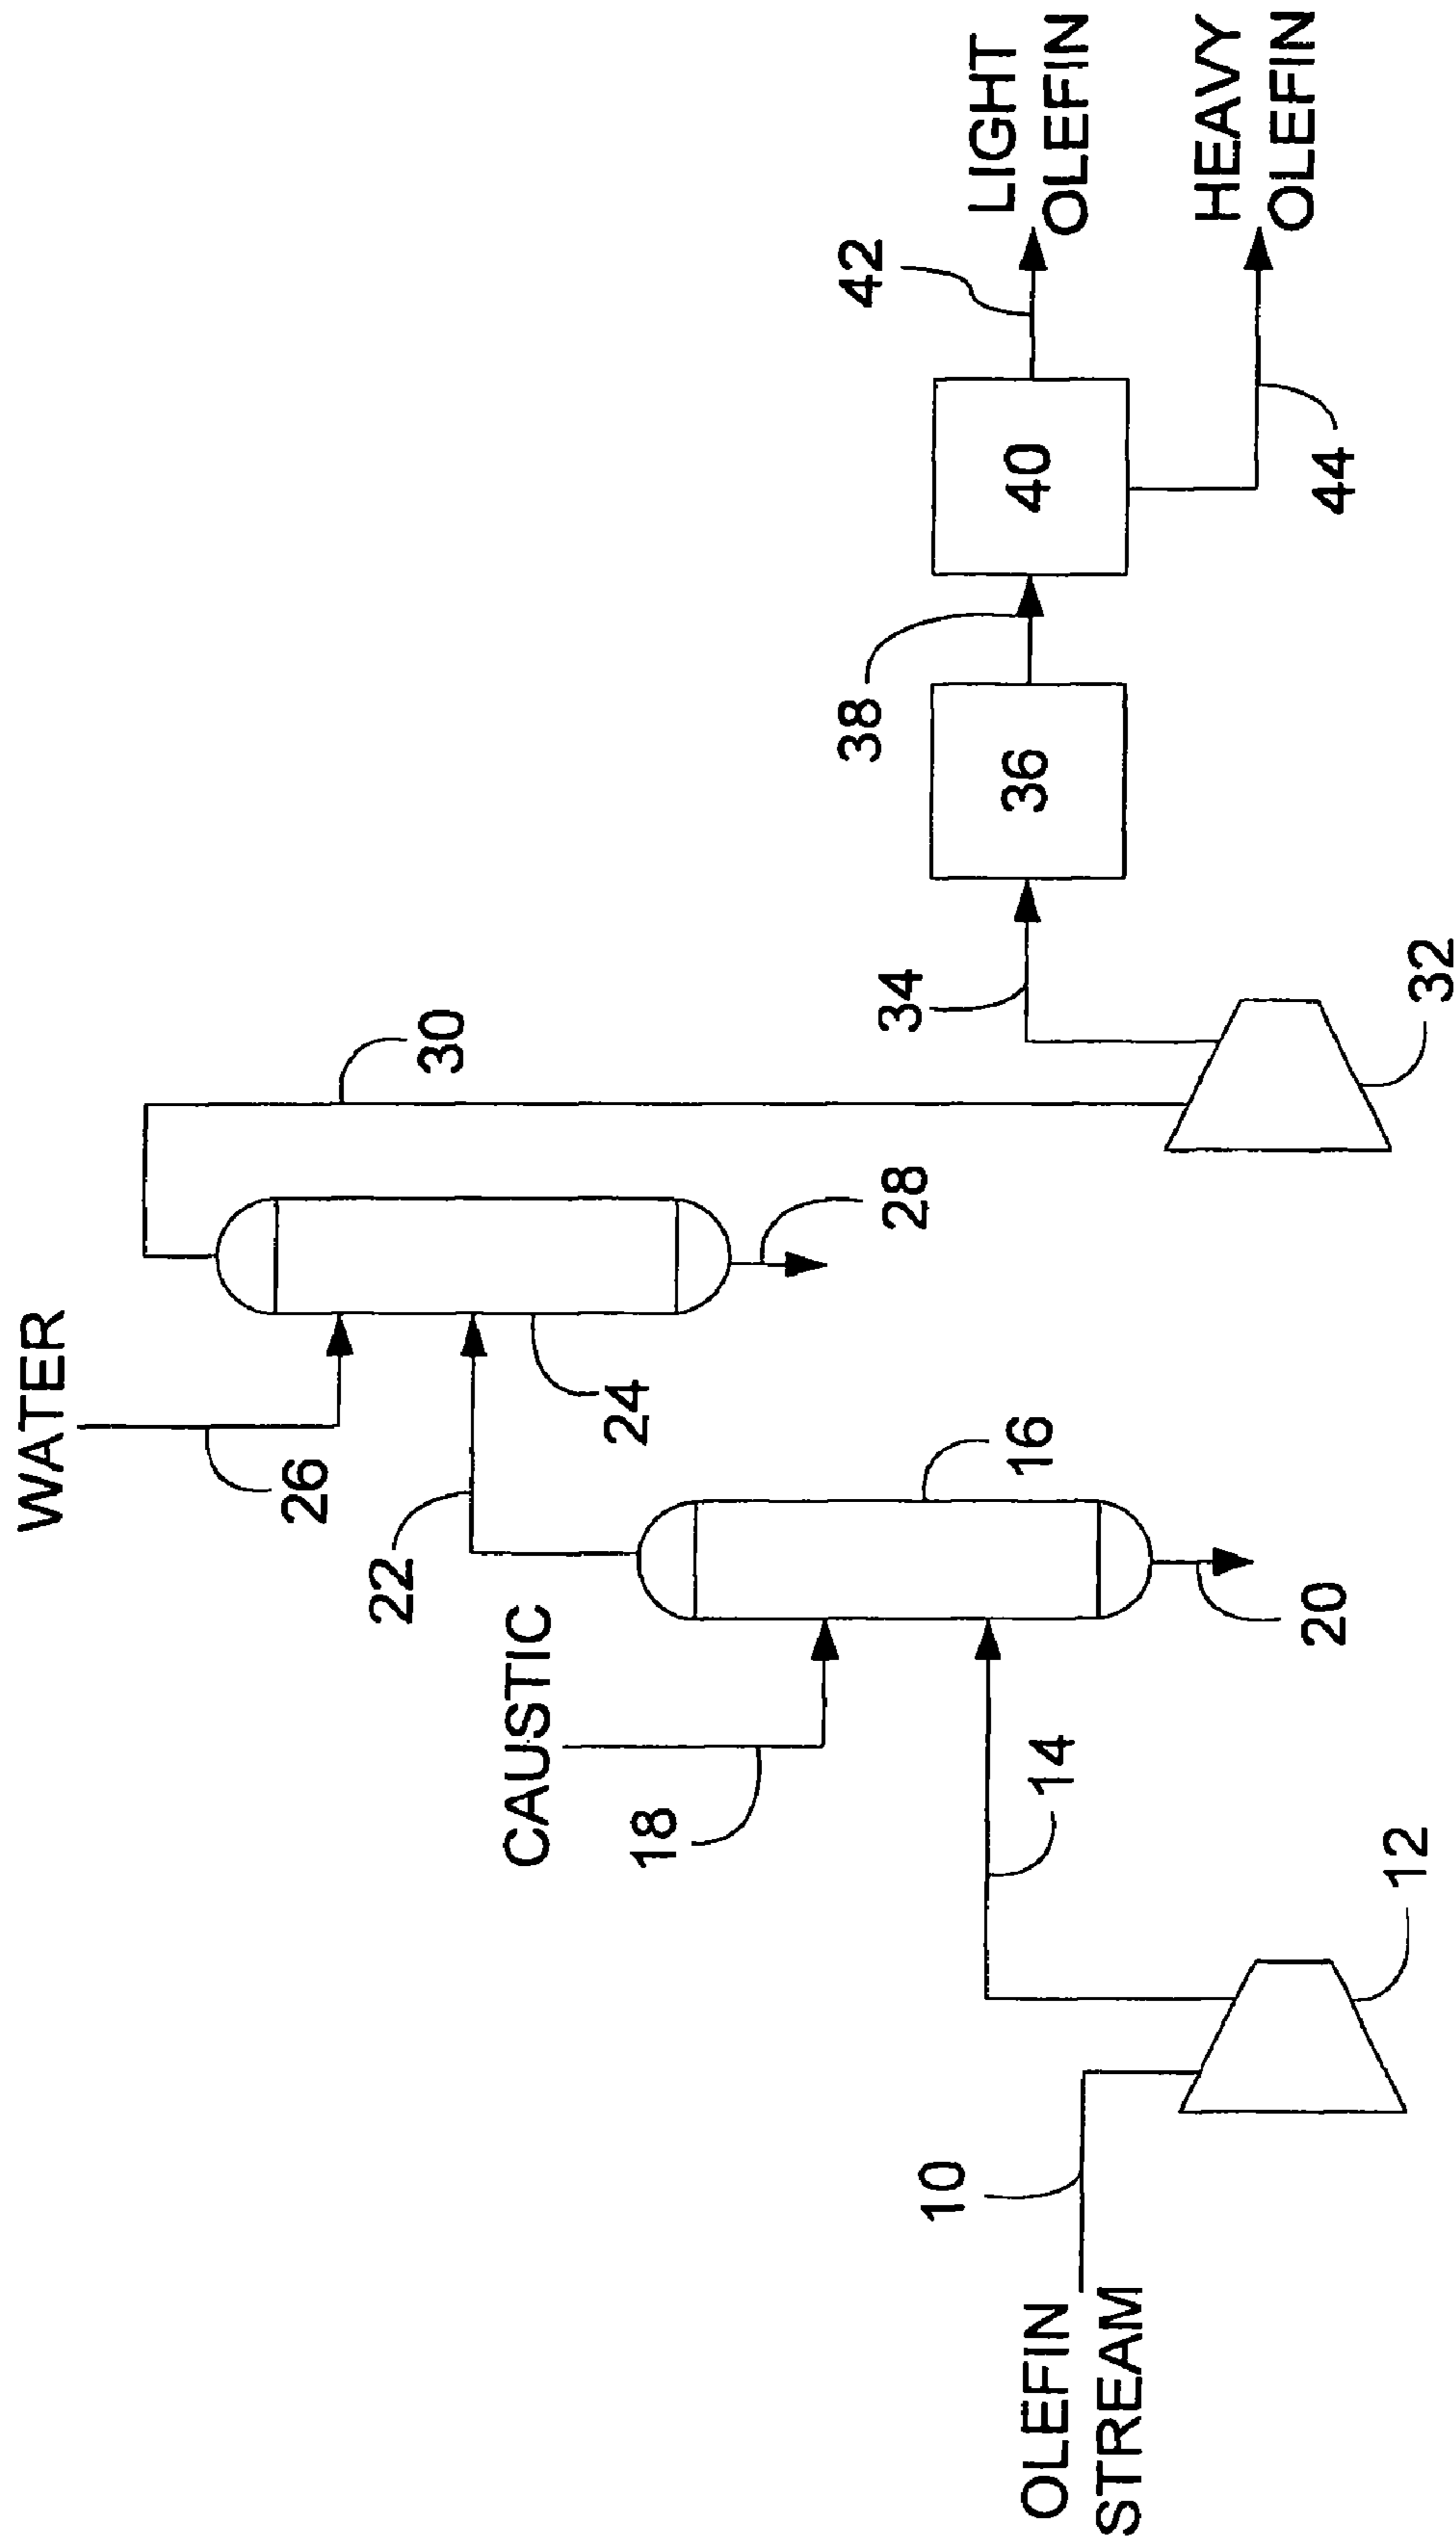 WATER
26
30
22
24
28
CAUSTIC
18
16
20
14
10
12
OLEFIN
STREAM
34
32
36
38
40
42
44
LIGHT
OLEFIN
HEAVY
OLEFIN